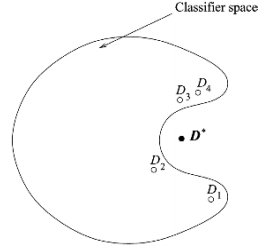 Classifier space
D₃
D₄
D*
D₂
D₁